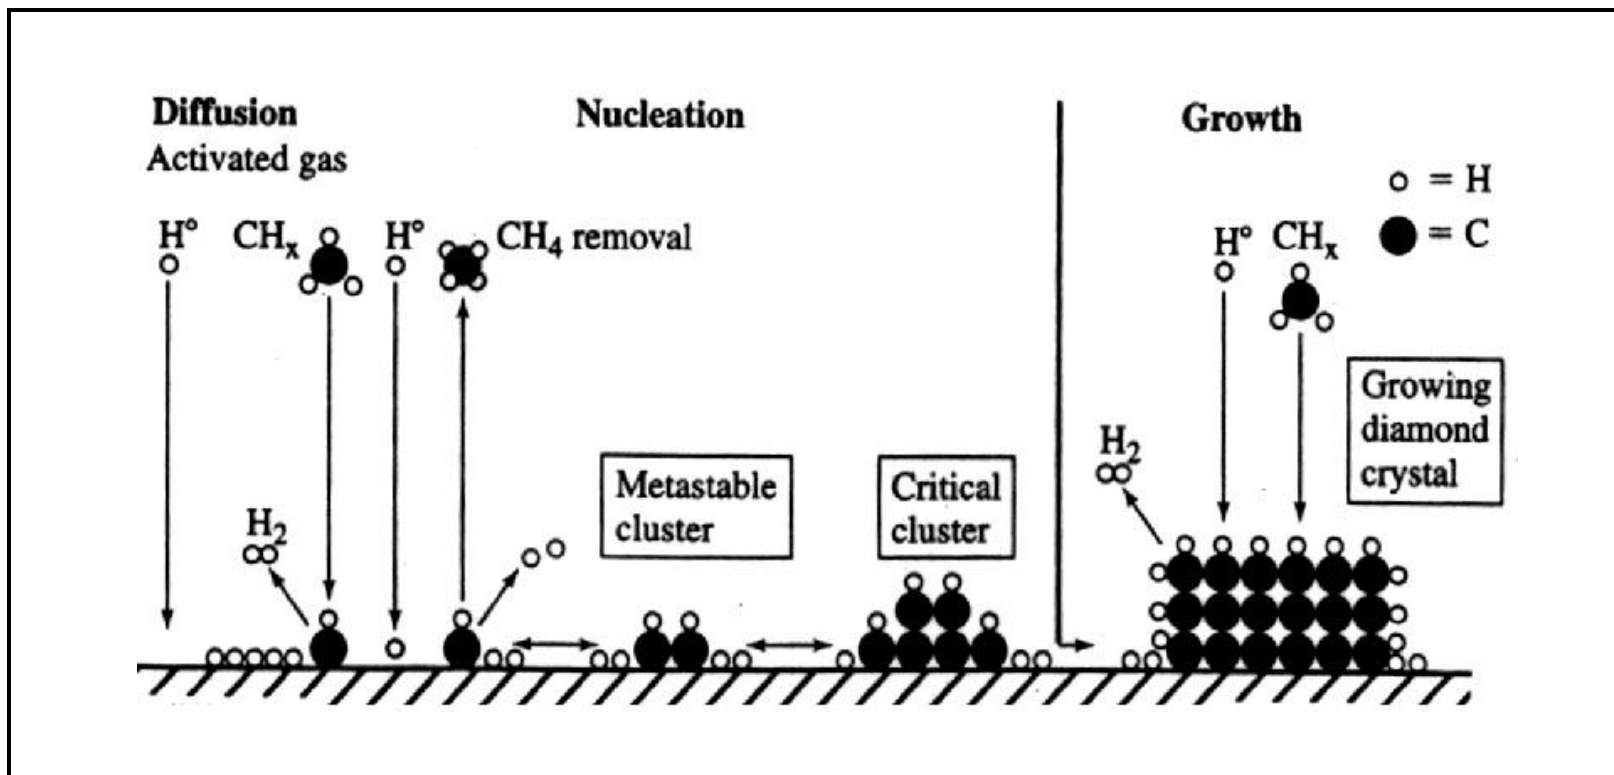 Diffusion
Activated gas
Nucleation
Growth
= H
= C
H°
CHₓ
H°
CH₄ removal
H° CHₓ
Growing
diamond
crystal
H₂
Metastable
cluster
Critical
cluster
H₂